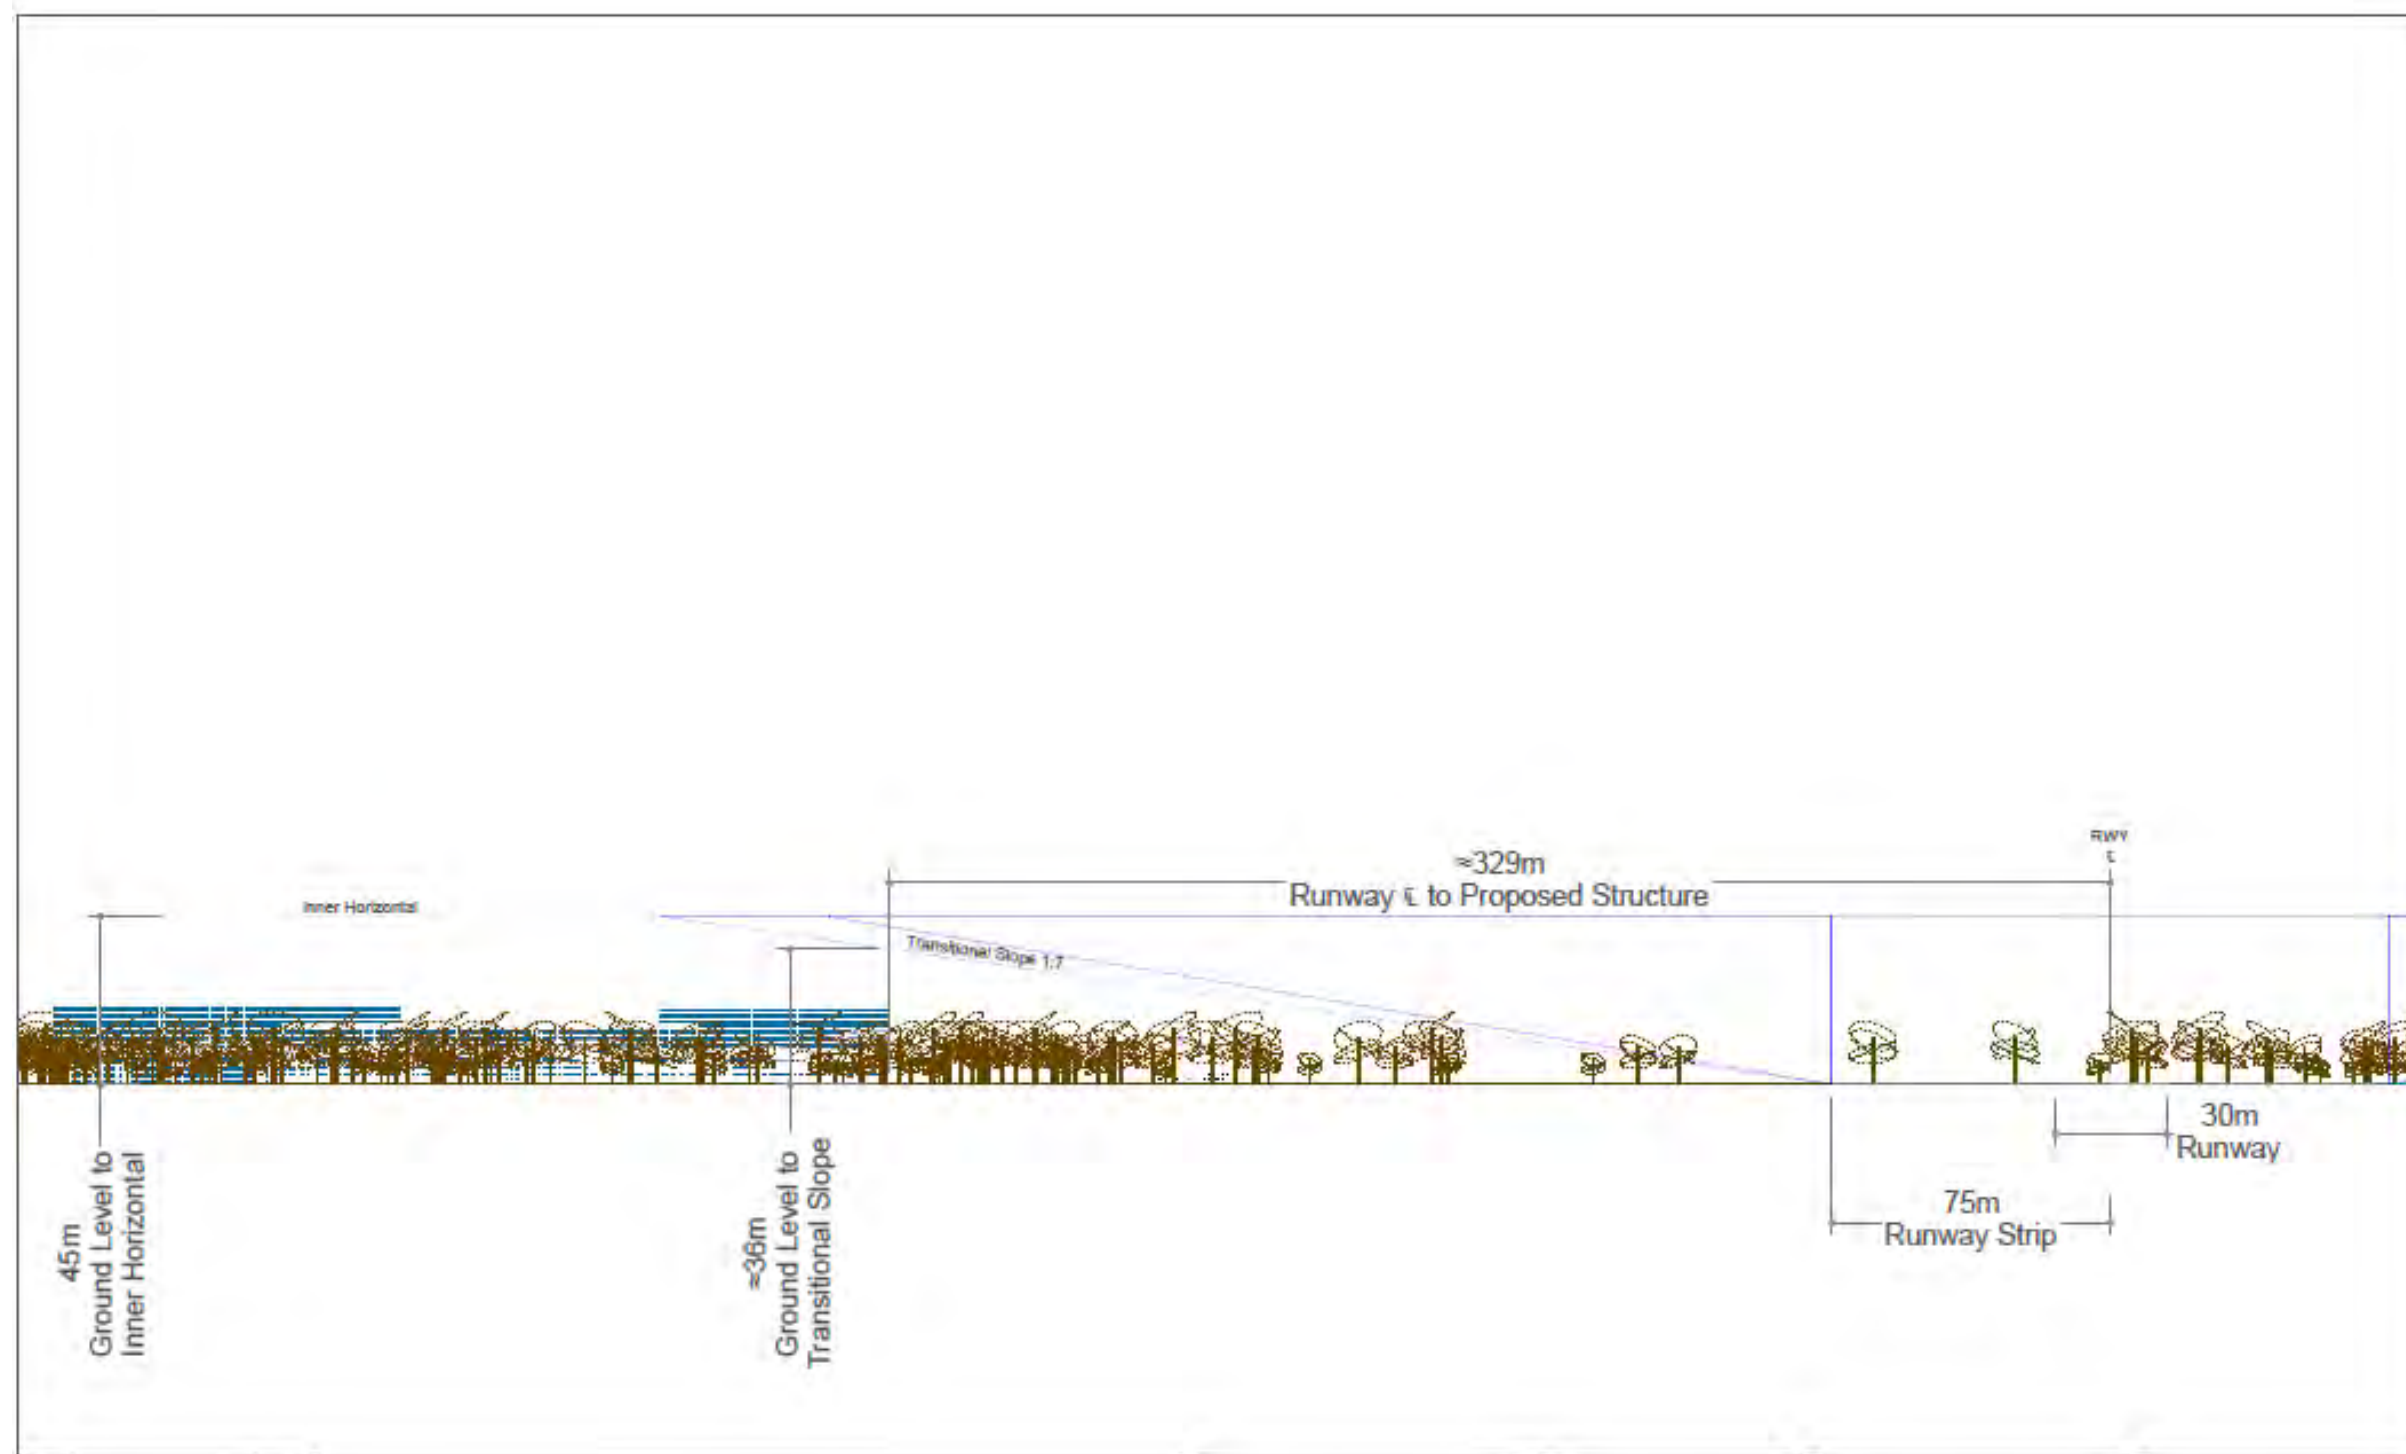 RWY
℄
≈329m
Runway ℄ to Proposed Structure
Inner Horizontal
Transitional Slope 1:7
45m
Ground Level to
Inner Horizontal
≈36m
Ground Level to
Transitional Slope
30m
Runway
75m
Runway Strip